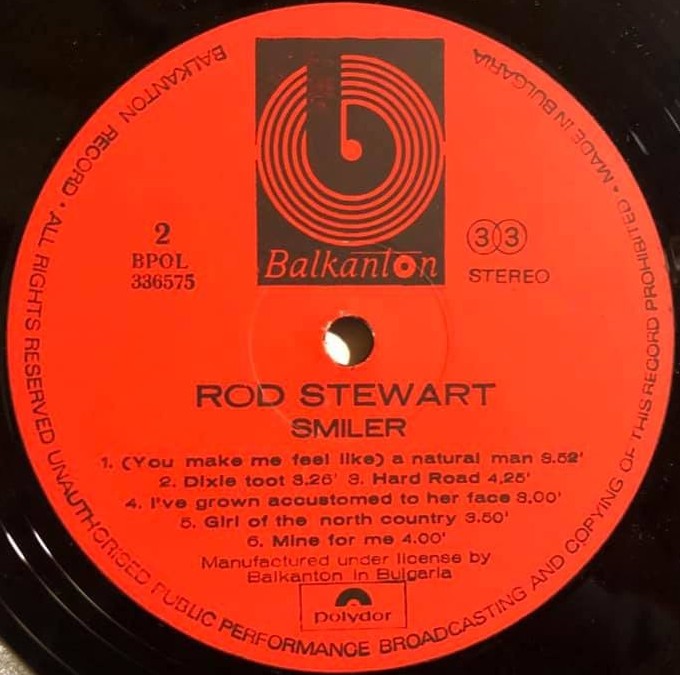 BALKANTON RECORD · ALL RIGHTS RESERVED UNAUTHORISED PUBLIC PERFORMANCE BROADCASTING AND COPYING OF THIS RECORD PROHIBITED · MADE IN BULGARIA
Balkanton
2
BPOL
336575
33
STEREO
ROD STEWART
SMILER
1. (You make me feel like) a natural man 3.52'
2. Dixie toot 3.26' 3. Hard Road 4,25'
4. I've grown accustomed to her face 3,00'
5. Girl of the north country 3.50'
6. Mine for me 4.00'
Manufactured under license by
Balkanton in Bulgaria
polydor